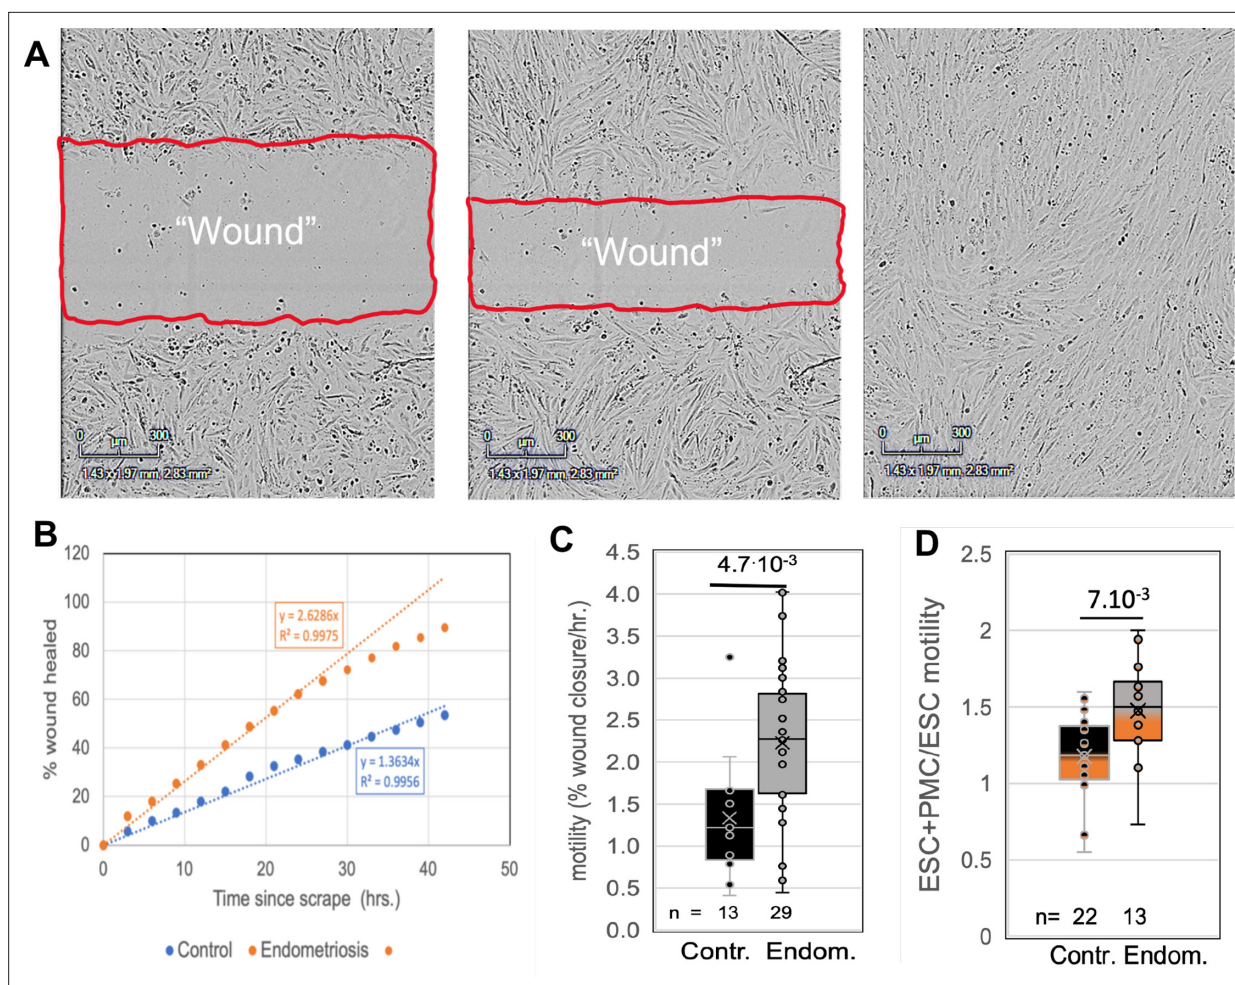 A
"Wound"
"Wound"
0 µm 300
1.43 x 1.97 mm, 2.83 mm²
0 µm 300
1.43 x 1.97 mm, 2.83 mm²
0 µm 300
1.43 x 1.97 mm, 2.83 mm²
B
120
100
80
60
40
20
0
% wound healed
y = 2.6286x
R² = 0.9975
y = 1.3634x
R² = 0.9956
0 10 20 30 40 50
Time since scrape (hrs.)
Control Endometriosis
C
4.5
4.0
3.5
3.0
2.5
2.0
1.5
1.0
0.5
0.0
motility (% wound closure/hr.)
4.7·10⁻³
n = 13 29
Contr. Endom.
D
2.5
2
1.5
1
0.5
0
ESC+PMC/ESC motility
7.10⁻³
n= 22 13
Contr. Endom.